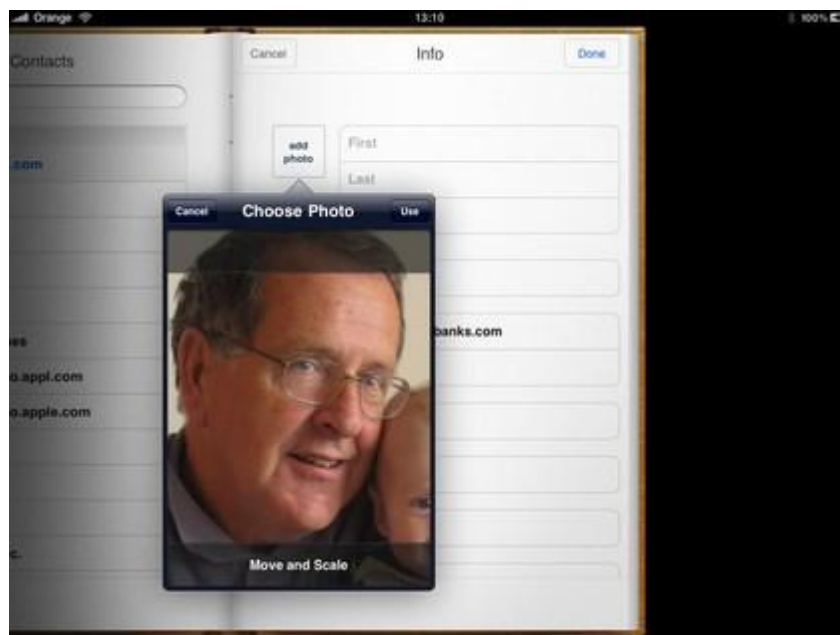 Orange
13:10
100%
Contacts
Cancel
Info
Done
add
photo
First
Last
.com
Cancel
Choose Photo
Use
banks.com
es
o.appl.com
o.apple.com
c.
Move and Scale